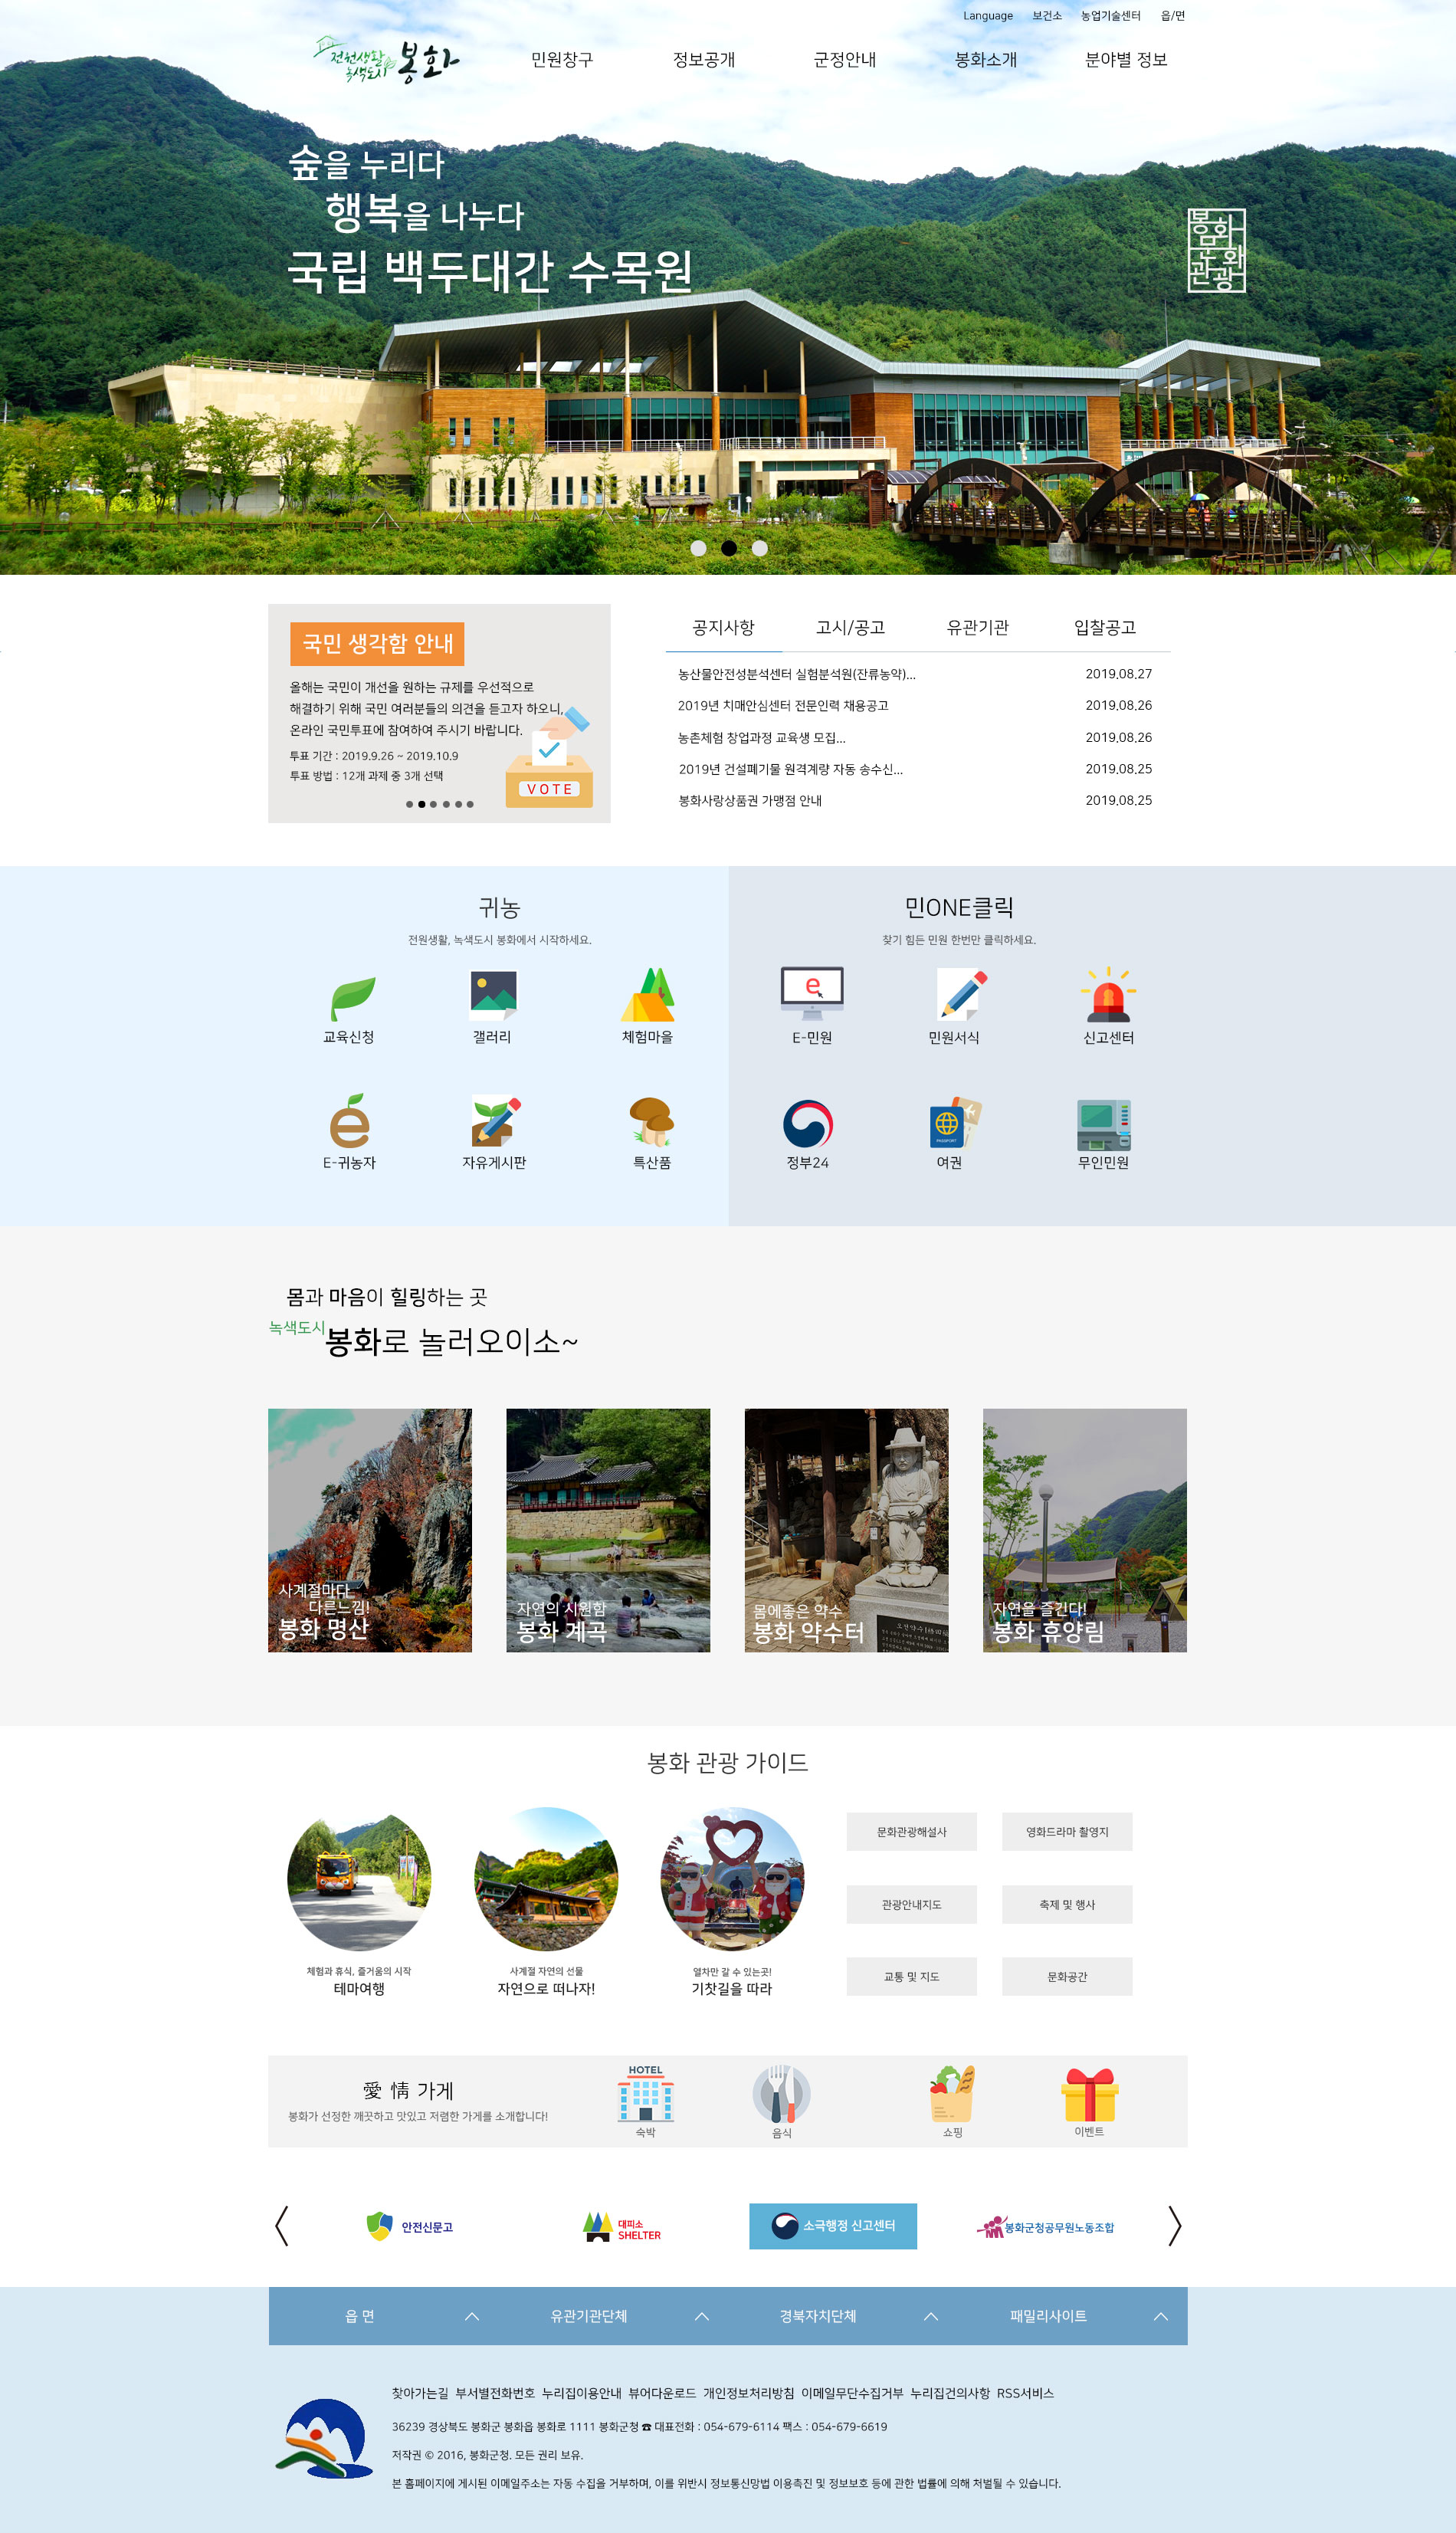 Language 보건소 농업기술센터 읍/면
전원생활
녹색도시 봉화
민원창구 정보공개 군정안내 봉화소개 분야별 정보
숲을 누리다
행복을 나누다
국립 백두대간 수목원
봉화
문화
관광
국민 생각함 안내
올해는 국민이 개선을 원하는 규제를 우선적으로
해결하기 위해 국민 여러분들의 의견을 듣고자 하오니,
온라인 국민투표에 참여하여 주시기 바랍니다.
투표 기간 : 2019.9.26 ~ 2019.10.9
투표 방법 : 12개 과제 중 3개 선택
VOTE
공지사항 고시/공고 유관기관 입찰공고
농산물안전성분석센터 실험분석원(잔류농약)... 2019.08.27
2019년 치매안심센터 전문인력 채용공고 2019.08.26
농촌체험 창업과정 교육생 모집... 2019.08.26
2019년 건설폐기물 원격계량 자동 송수신... 2019.08.25
봉화사랑상품권 가맹점 안내 2019.08.25
귀농
전원생활, 녹색도시 봉화에서 시작하세요.
교육신청 갤러리 체험마을
E-귀농자 자유게시판 특산품
민ONE클릭
찾기 힘든 민원 한번만 클릭하세요.
e
E-민원 민원서식 신고센터
PASSPORT
정부24 여권 무인민원
몸과 마음이 힐링하는 곳
녹색도시
봉화로 놀러오이소~
사계절마다
다른느낌!
봉화 명산
자연의 시원함
봉화 계곡
몸에좋은 약수
봉화 약수터
자연을 즐긴다!
봉화 휴양림
봉화 관광 가이드
체험과 휴식, 즐거움의 시작
테마여행
사계절 자연의 선물
자연으로 떠나자!
열차만 갈 수 있는곳!
기찻길을 따라
문화관광해설사 영화드라마 촬영지
관광안내지도 축제 및 행사
교통 및 지도 문화공간
愛 情 가게
봉화가 선정한 깨끗하고 맛있고 저렴한 가게를 소개합니다!
HOTEL
숙박 음식 쇼핑 이벤트
안전신문고
대피소
SHELTER
소극행정 신고센터
봉화군청공무원노동조합
읍 면 유관기관단체 경북자치단체 패밀리사이트
찾아가는길 부서별전화번호 누리집이용안내 뷰어다운로드 개인정보처리방침 이메일무단수집거부 누리집건의사항 RSS서비스
36239 경상북도 봉화군 봉화읍 봉화로 1111 봉화군청 ☎ 대표전화 : 054-679-6114 팩스 : 054-679-6619
저작권 © 2016, 봉화군청. 모든 권리 보유.
본 홈페이지에 게시된 이메일주소는 자동 수집을 거부하며, 이를 위반시 정보통신망법 이용촉진 및 정보보호 등에 관한 법률에 의해 처벌될 수 있습니다.